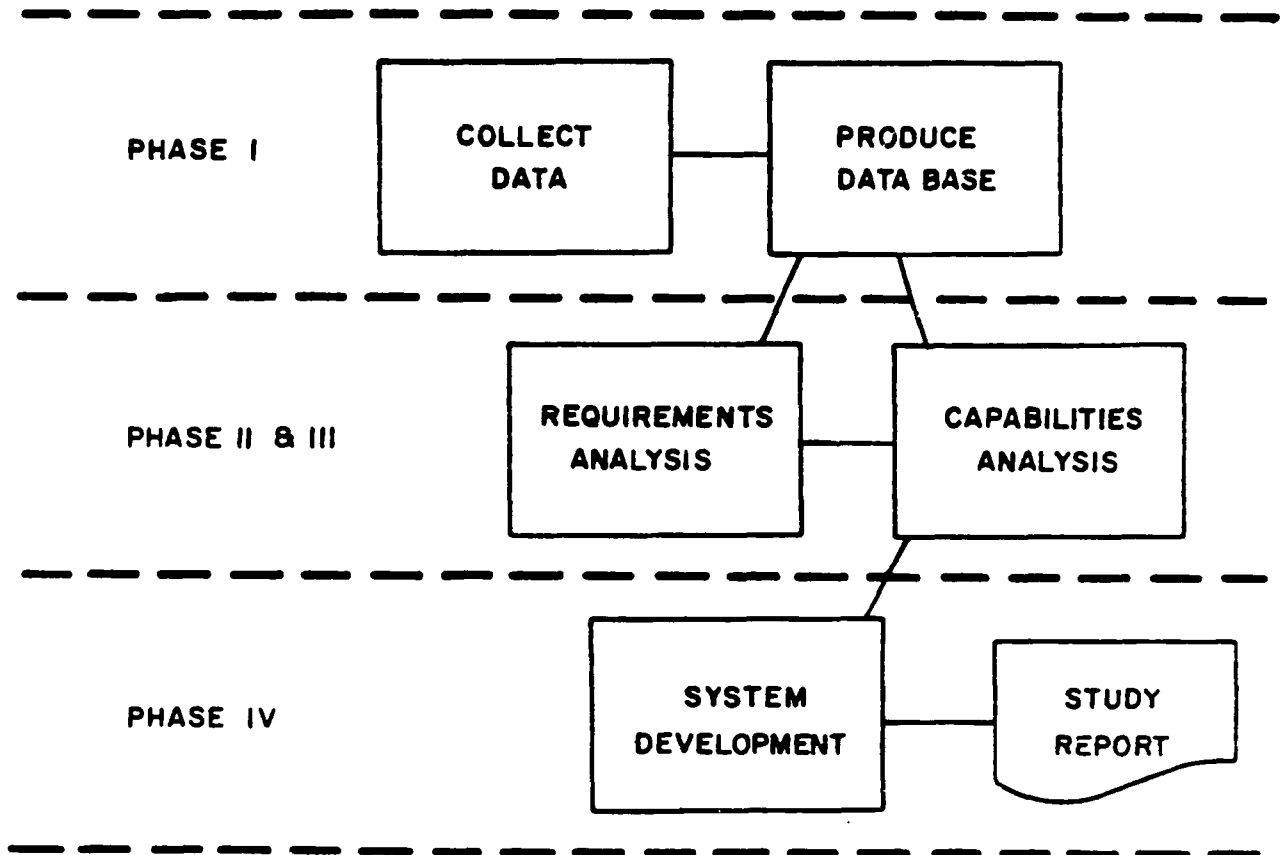 PHASE I
COLLECT
DATA
PRODUCE
DATA BASE
PHASE II & III
REQUIREMENTS
ANALYSIS
CAPABILITIES
ANALYSIS
PHASE IV
SYSTEM
DEVELOPMENT
STUDY
REPORT